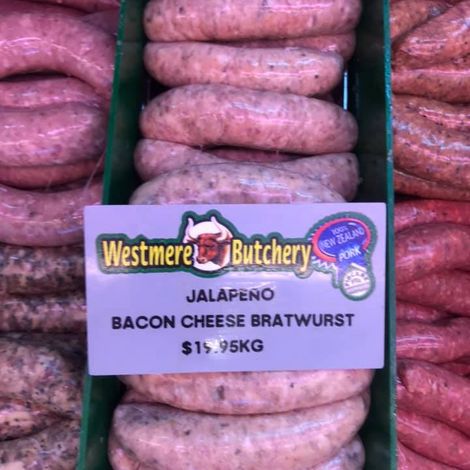 Westmere Butchery
100%
NEW ZEALAND
PORK
JALAPENO
BACON CHEESE BRATWURST
$19.95KG